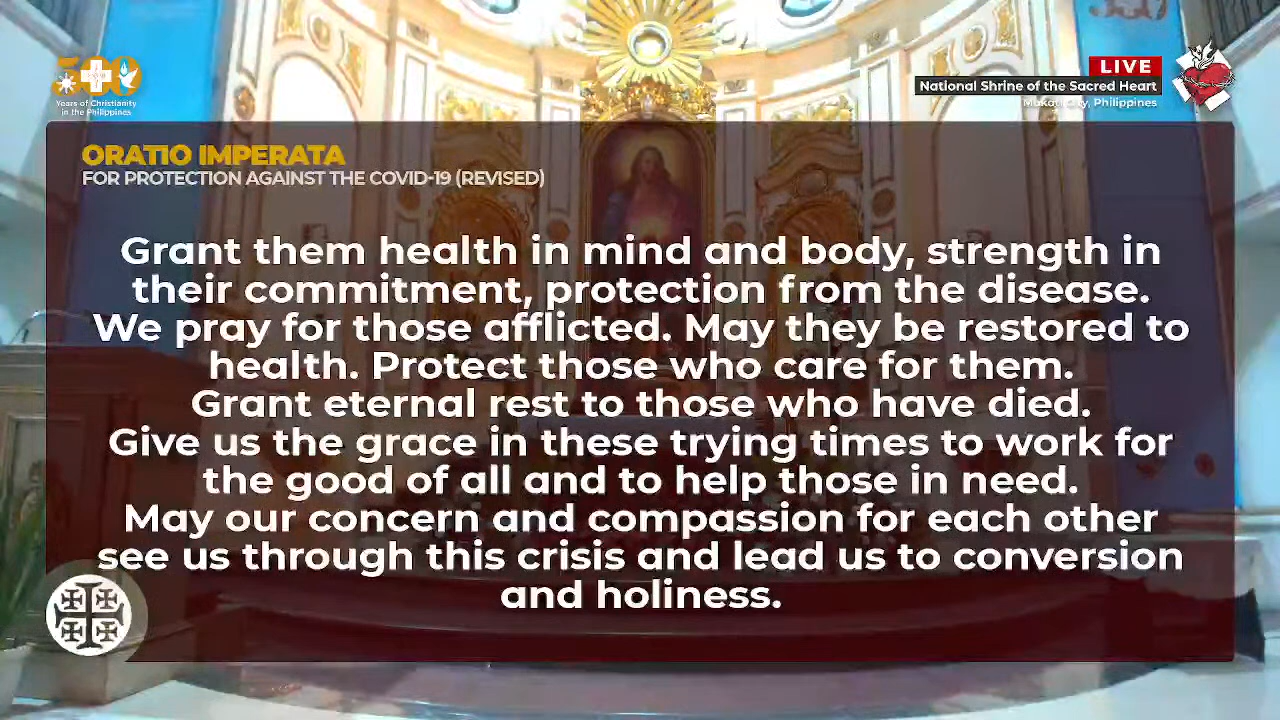 500
Years of Christianity
in the Philippines
LIVE
National Shrine of the Sacred Heart
Makati City, Philippines
ORATIO IMPERATA
FOR PROTECTION AGAINST THE COVID-19 (REVISED)
Grant them health in mind and body, strength in
their commitment, protection from the disease.
We pray for those afflicted. May they be restored to
health. Protect those who care for them.
Grant eternal rest to those who have died.
Give us the grace in these trying times to work for
the good of all and to help those in need.
May our concern and compassion for each other
see us through this crisis and lead us to conversion
and holiness.